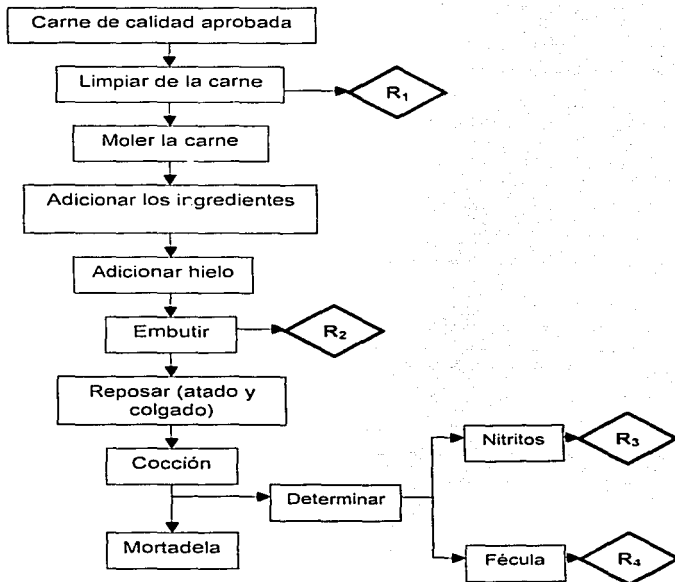 Carne de calidad aprobada
Limpiar de la carne
R₁
Moler la carne
Adicionar los ingredientes
Adicionar hielo
Embutir
R₂
Reposar (atado y
colgado)
Cocción
Determinar
Nitritos
R₃
Mortadela
Fécula
R₄